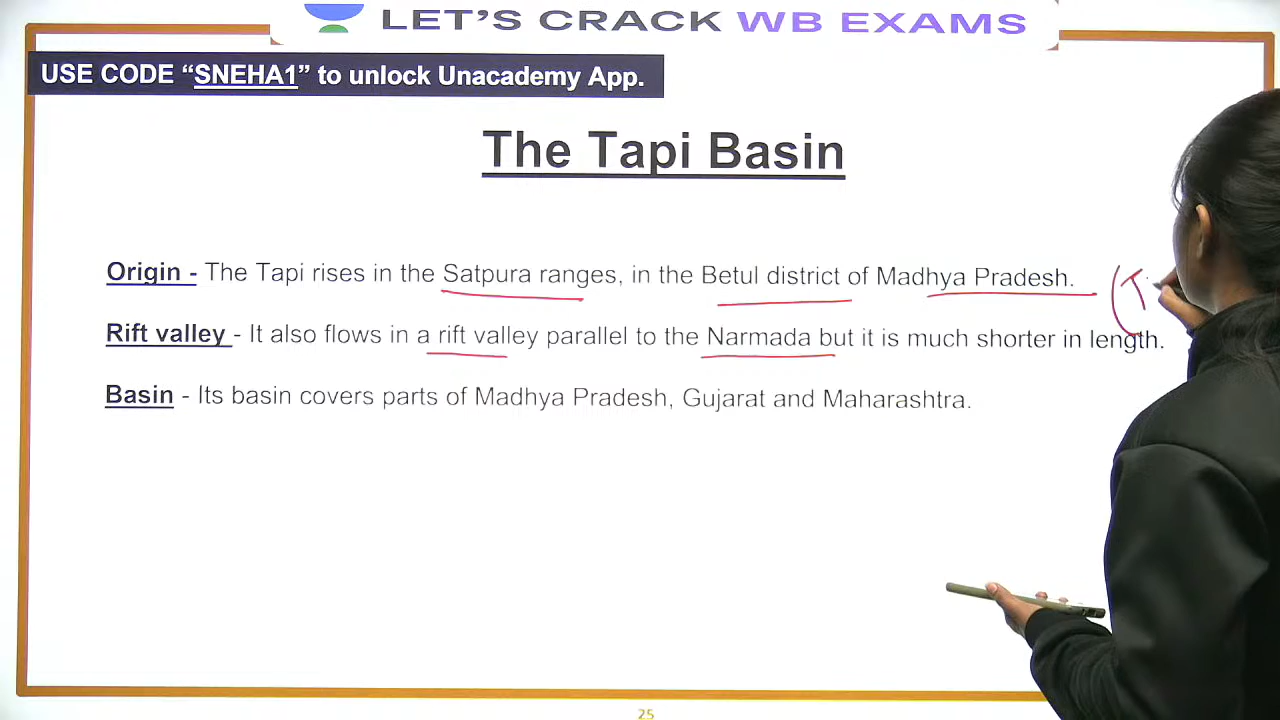 LET'S CRACK WB EXAMS
USE CODE “SNEHA1” to unlock Unacademy App.
The Tapi Basin
Origin - The Tapi rises in the Satpura ranges, in the Betul district of Madhya Pradesh. (T
Rift valley - It also flows in a rift valley parallel to the Narmada but it is much shorter in length.
Basin - Its basin covers parts of Madhya Pradesh, Gujarat and Maharashtra.
25